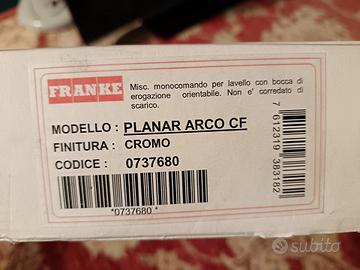 FRANKE
Misc. monocomando per lavello con bocca di
erogazione orientabile. Non e' corredato di
scarico.
MODELLO : PLANAR ARCO CF
FINITURA : CROMO
CODICE : 0737680
*0737680*
7 612319 383182
subito